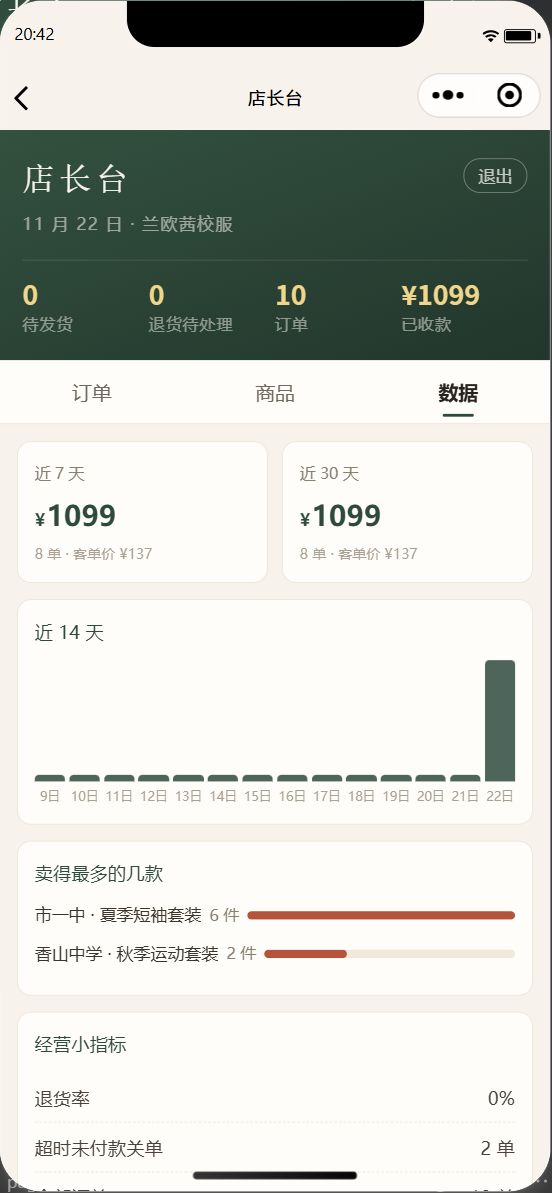 20:42
店长台
店长台
退出
11 月 22 日 · 兰欧茜校服
0 0 10 ¥1099
待发货 退货待处理 订单 已收款
订单 商品 数据
近 7 天 近 30 天
¥1099 ¥1099
8 单 · 客单价 ¥137 8 单 · 客单价 ¥137
近 14 天
9日 10日 11日 12日 13日 14日 15日 16日 17日 18日 19日 20日 21日 22日
卖得最多的几款
市一中 · 夏季短袖套装 6 件
香山中学 · 秋季运动套装 2 件
经营小指标
退货率 0%
超时未付款关单 2 单